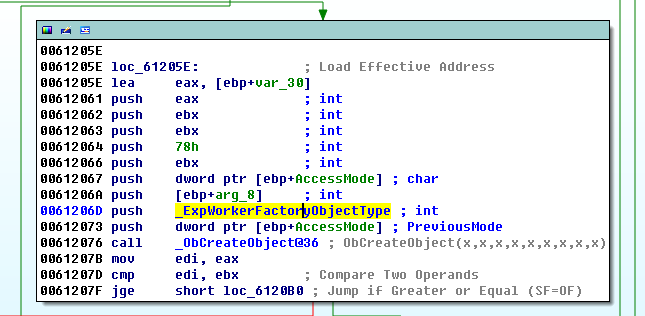 0061205E
0061205E loc_61205E: ; Load Effective Address
0061205E lea eax, [ebp+var_30]
00612061 push eax ; int
00612062 push ebx ; int
00612063 push ebx ; int
00612064 push 78h ; int
00612066 push ebx ; int
00612067 push dword ptr [ebp+AccessMode] ; char
0061206A push [ebp+arg_8] ; int
0061206D push _ExpWorkerFactoryObjectType ; int
00612073 push dword ptr [ebp+AccessMode] ; PreviousMode
00612076 call _ObCreateObject@36 ; ObCreateObject(x,x,x,x,x,x,x,x,x)
0061207B mov edi, eax
0061207D cmp edi, ebx ; Compare Two Operands
0061207F jge short loc_6120B0 ; Jump if Greater or Equal (SF=OF)